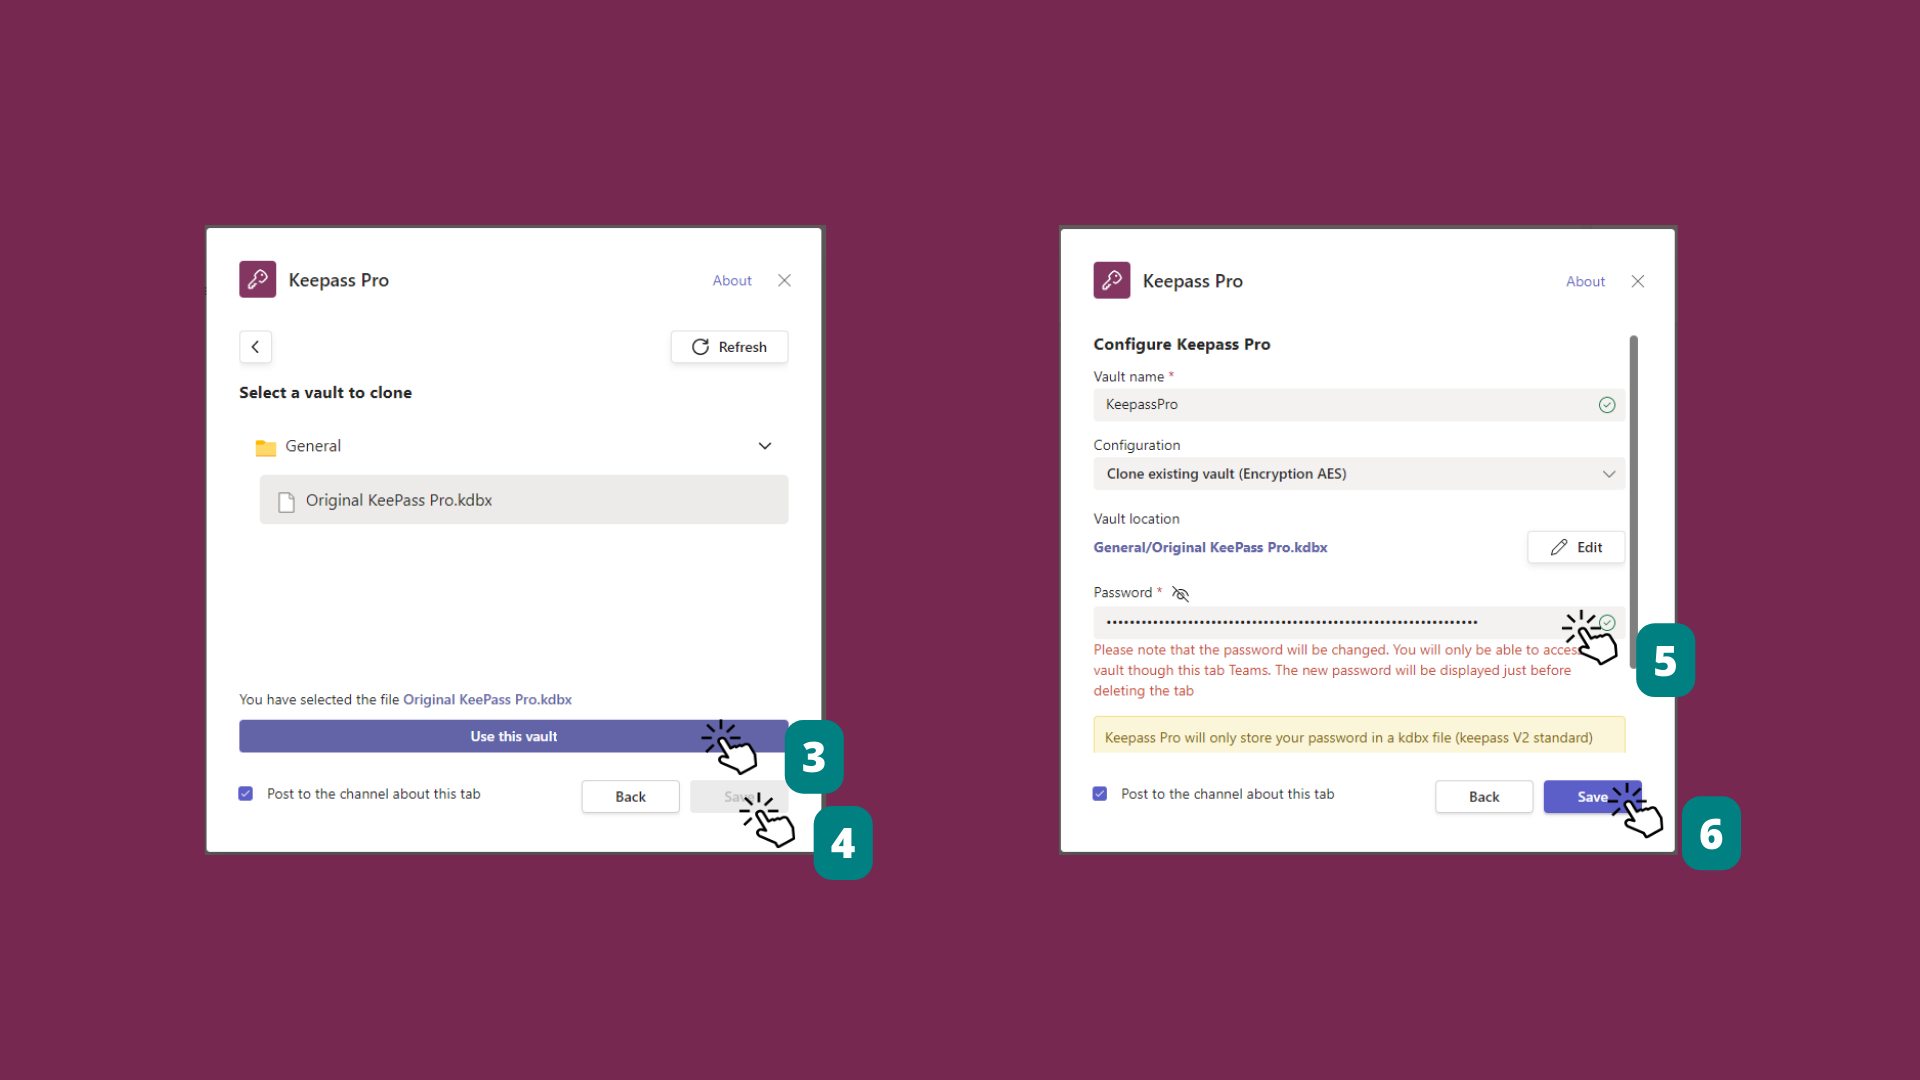 Keepass Pro
About
Refresh
Select a vault to clone
General
Original KeePass Pro.kdbx
You have selected the file Original KeePass Pro.kdbx
Use this vault
3
Post to the channel about this tab
Back
Save
4
Keepass Pro
About
Configure Keepass Pro
Vault name *
KeepassPro
Configuration
Clone existing vault (Encryption AES)
Vault location
General/Original KeePass Pro.kdbx
Edit
Password *
Please note that the password will be changed. You will only be able to acces
vault though this tab Teams. The new password will be displayed just before
deleting the tab
5
Keepass Pro will only store your password in a kdbx file (keepass V2 standard)
Post to the channel about this tab
Back
Save
6